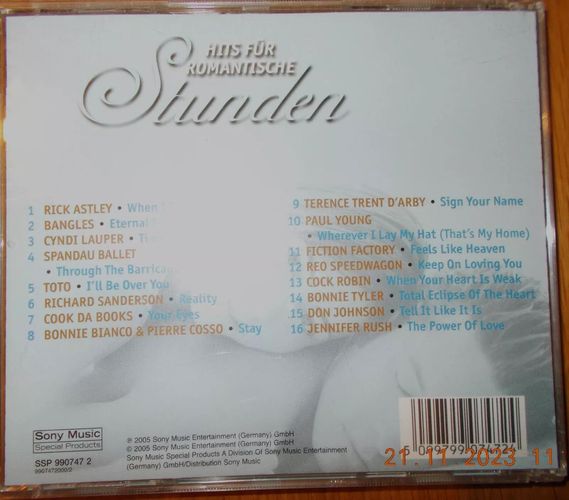 HITS FÜR
ROMANTISCHE
Stunden
1 RICK ASTLEY • When I
2 BANGLES • Eternal
3 CYNDI LAUPER • Ti
4 SPANDAU BALLET
• Through The Barrica
5 TOTO • I'll Be Over You
6 RICHARD SANDERSON • Reality
7 COOK DA BOOKS • Your Eyes
8 BONNIE BIANCO & PIERRE COSSO • Stay
9 TERENCE TRENT D'ARBY • Sign Your Name
10 PAUL YOUNG
• Wherever I Lay My Hat (That's My Home)
11 FICTION FACTORY • Feels Like Heaven
12 REO SPEEDWAGON • Keep On Loving You
13 COCK ROBIN • When Your Heart Is Weak
14 BONNIE TYLER • Total Eclipse Of The Heart
15 DON JOHNSON • Tell It Like It Is
16 JENNIFER RUSH • The Power Of Love
Sony Music
Special Products
SSP 990747 2
9907472000/2
℗ 2005 Sony Music Entertainment (Germany) GmbH
© 2005 Sony Music Entertainment (Germany) GmbH
Sony Music Special Products A Division Of Sony Music Entertainment
(Germany) GmbH/Distribution Sony Music
21.11.2023 11